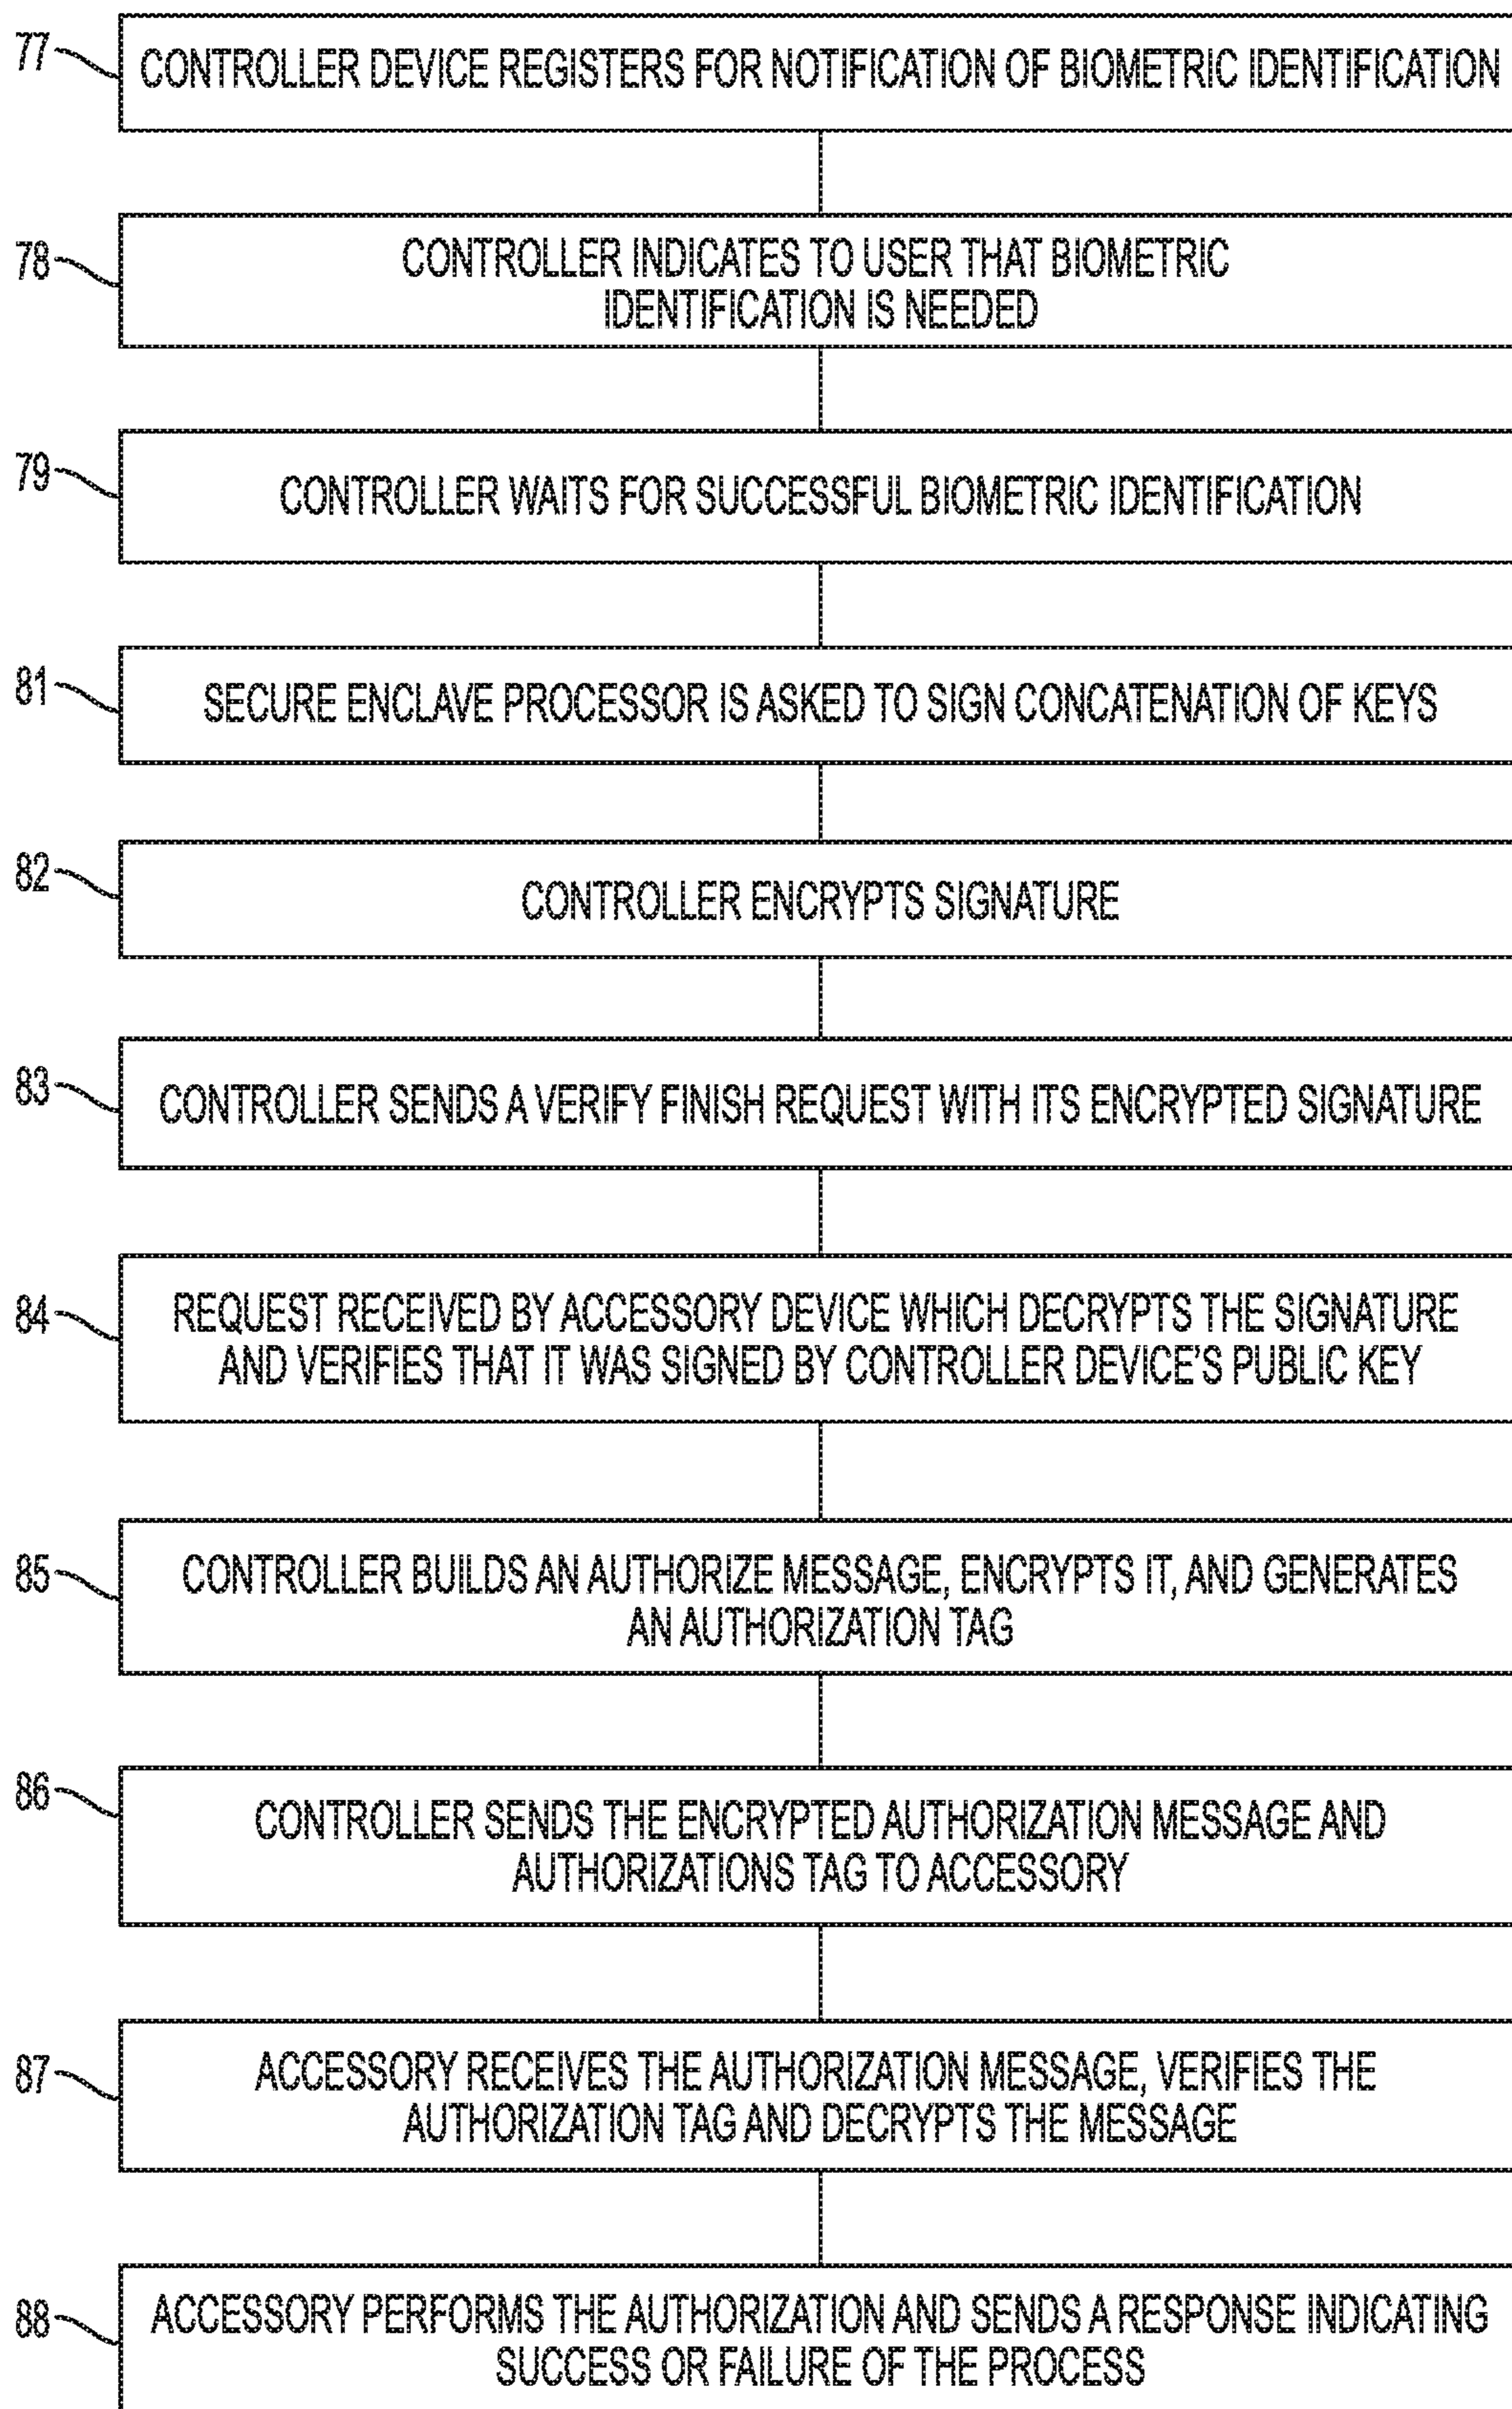 77
CONTROLLER DEVICE REGISTERS FOR NOTIFICATION OF BIOMETRIC IDENTIFICATION
78
CONTROLLER INDICATES TO USER THAT BIOMETRIC
IDENTIFICATION IS NEEDED
79
CONTROLLER WAITS FOR SUCCESSFUL BIOMETRIC IDENTIFICATION
81
SECURE ENCLAVE PROCESSOR IS ASKED TO SIGN CONCATENATION OF KEYS
82
CONTROLLER ENCRYPTS SIGNATURE
83
CONTROLLER SENDS A VERIFY FINISH REQUEST WITH ITS ENCRYPTED SIGNATURE
84
REQUEST RECEIVED BY ACCESSORY DEVICE WHICH DECRYPTS THE SIGNATURE
AND VERIFIES THAT IT WAS SIGNED BY CONTROLLER DEVICE'S PUBLIC KEY
85
CONTROLLER BUILDS AN AUTHORIZE MESSAGE, ENCRYPTS IT, AND GENERATES
AN AUTHORIZATION TAG
86
CONTROLLER SENDS THE ENCRYPTED AUTHORIZATION MESSAGE AND
AUTHORIZATIONS TAG TO ACCESSORY
87
ACCESSORY RECEIVES THE AUTHORIZATION MESSAGE, VERIFIES THE
AUTHORIZATION TAG AND DECRYPTS THE MESSAGE
88
ACCESSORY PERFORMS THE AUTHORIZATION AND SENDS A RESPONSE INDICATING
SUCCESS OR FAILURE OF THE PROCESS